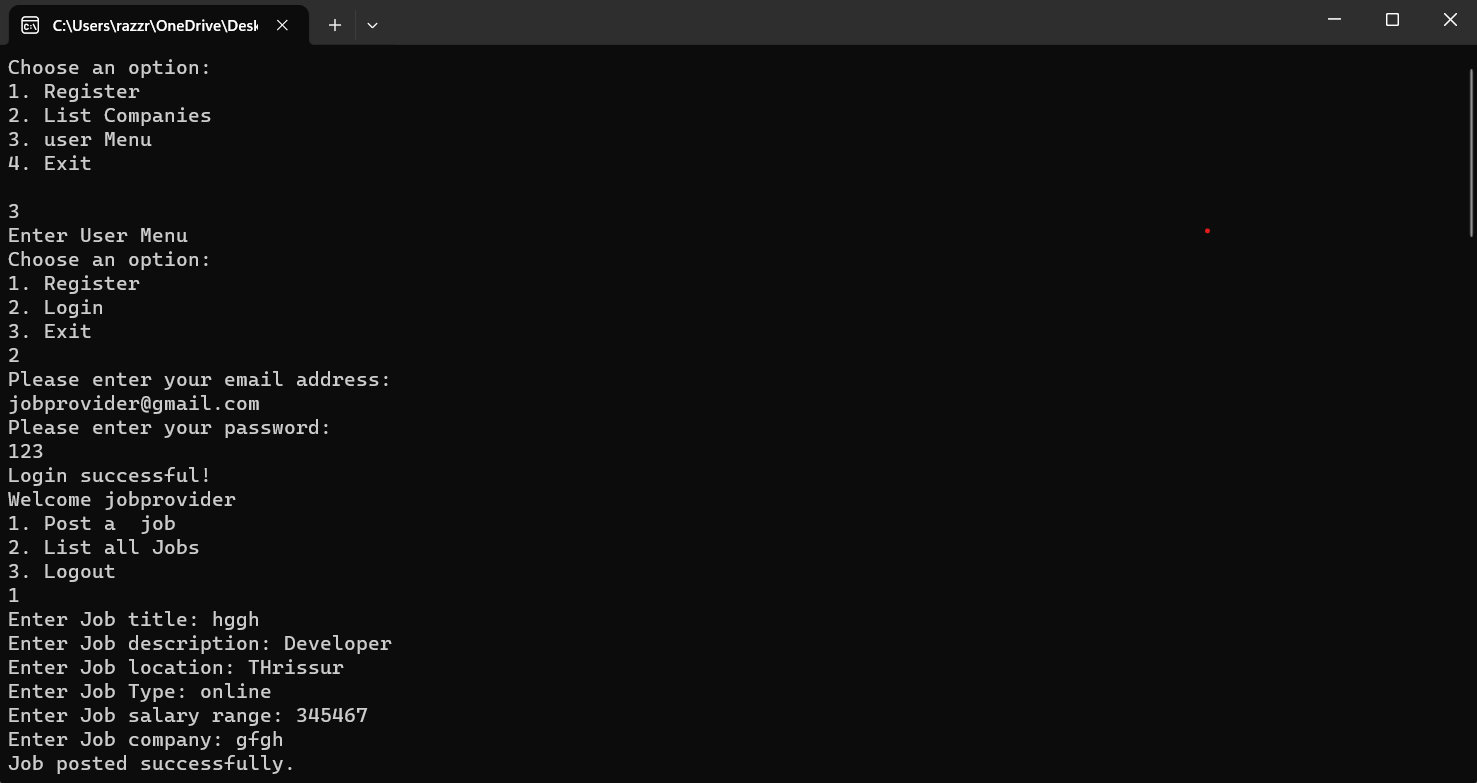 C:\Users\razzr\OneDrive\Desk
Choose an option:
1. Register
2. List Companies
3. user Menu
4. Exit
3
Enter User Menu
Choose an option:
1. Register
2. Login
3. Exit
2
Please enter your email address:
jobprovider@gmail.com
Please enter your password:
123
Login successful!
Welcome jobprovider
1. Post a  job
2. List all Jobs
3. Logout
1
Enter Job title: hggh
Enter Job description: Developer
Enter Job location: THrissur
Enter Job Type: online
Enter Job salary range: 345467
Enter Job company: gfgh
Job posted successfully.